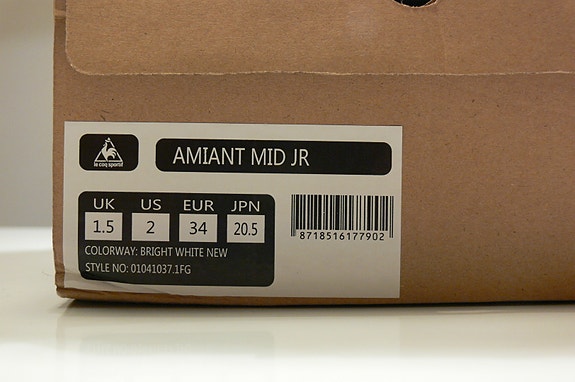 le coq sportif
AMIANT MID JR
UK US EUR JPN
1.5 2 34 20.5
COLORWAY: BRIGHT WHITE NEW
STYLE NO: 01041037.1FG
8718516177902